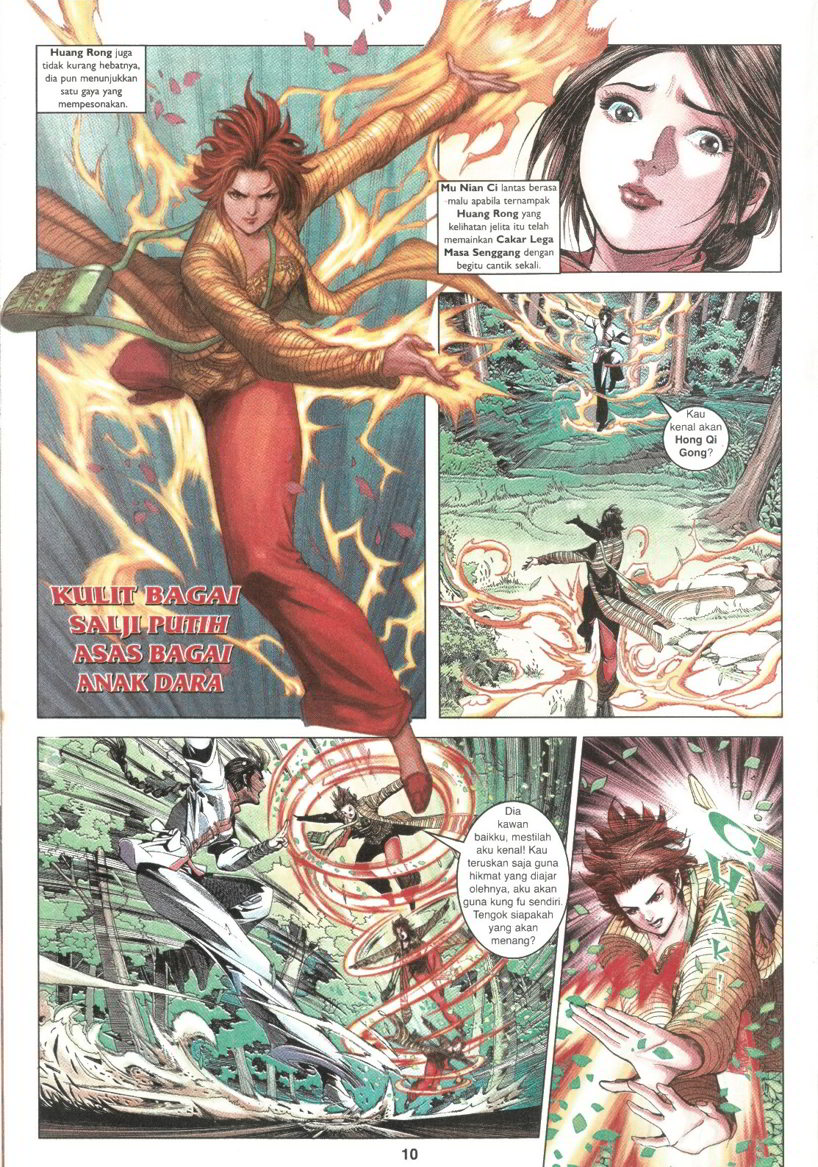 Huang Rong juga
tidak kurang hebatnya,
dia pun menunjukkan
satu gaya yang
mempesonakan.
Mu Nian Ci lantas berasa
malu apabila ternampak
Huang Rong yang
kelihatan jelita itu telah
memainkan Cakar Lega
Masa Senggang dengan
begitu cantik sekali.
Kau
kenal akan
Hong Qi
Gong?
KULIT BAGAI
SALJI PUTIH
ASAS BAGAI
ANAK DARA
Dia
kawan
baikku, mestilah
aku kenal! Kau
teruskan saja guna
hikmat yang diajar
olehnya, aku akan
guna kung fu sendiri.
Tengok siapakah
yang akan
menang?
CHAK!
10